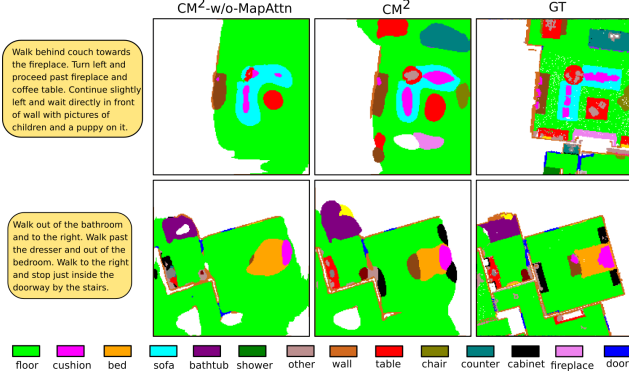 CM²-w/o-MapAttn CM² GT
Walk behind couch towards
the fireplace. Turn left and
proceed past fireplace and
coffee table. Continue slightly
left and wait directly in front
of wall with pictures of
children and a puppy on it.
Walk out of the bathroom
and to the right. Walk past
the dresser and out of the
bedroom. Walk to the right
and stop just inside the
doorway by the stairs.
floor cushion bed sofa bathtub shower other wall table chair counter cabinet fireplace door